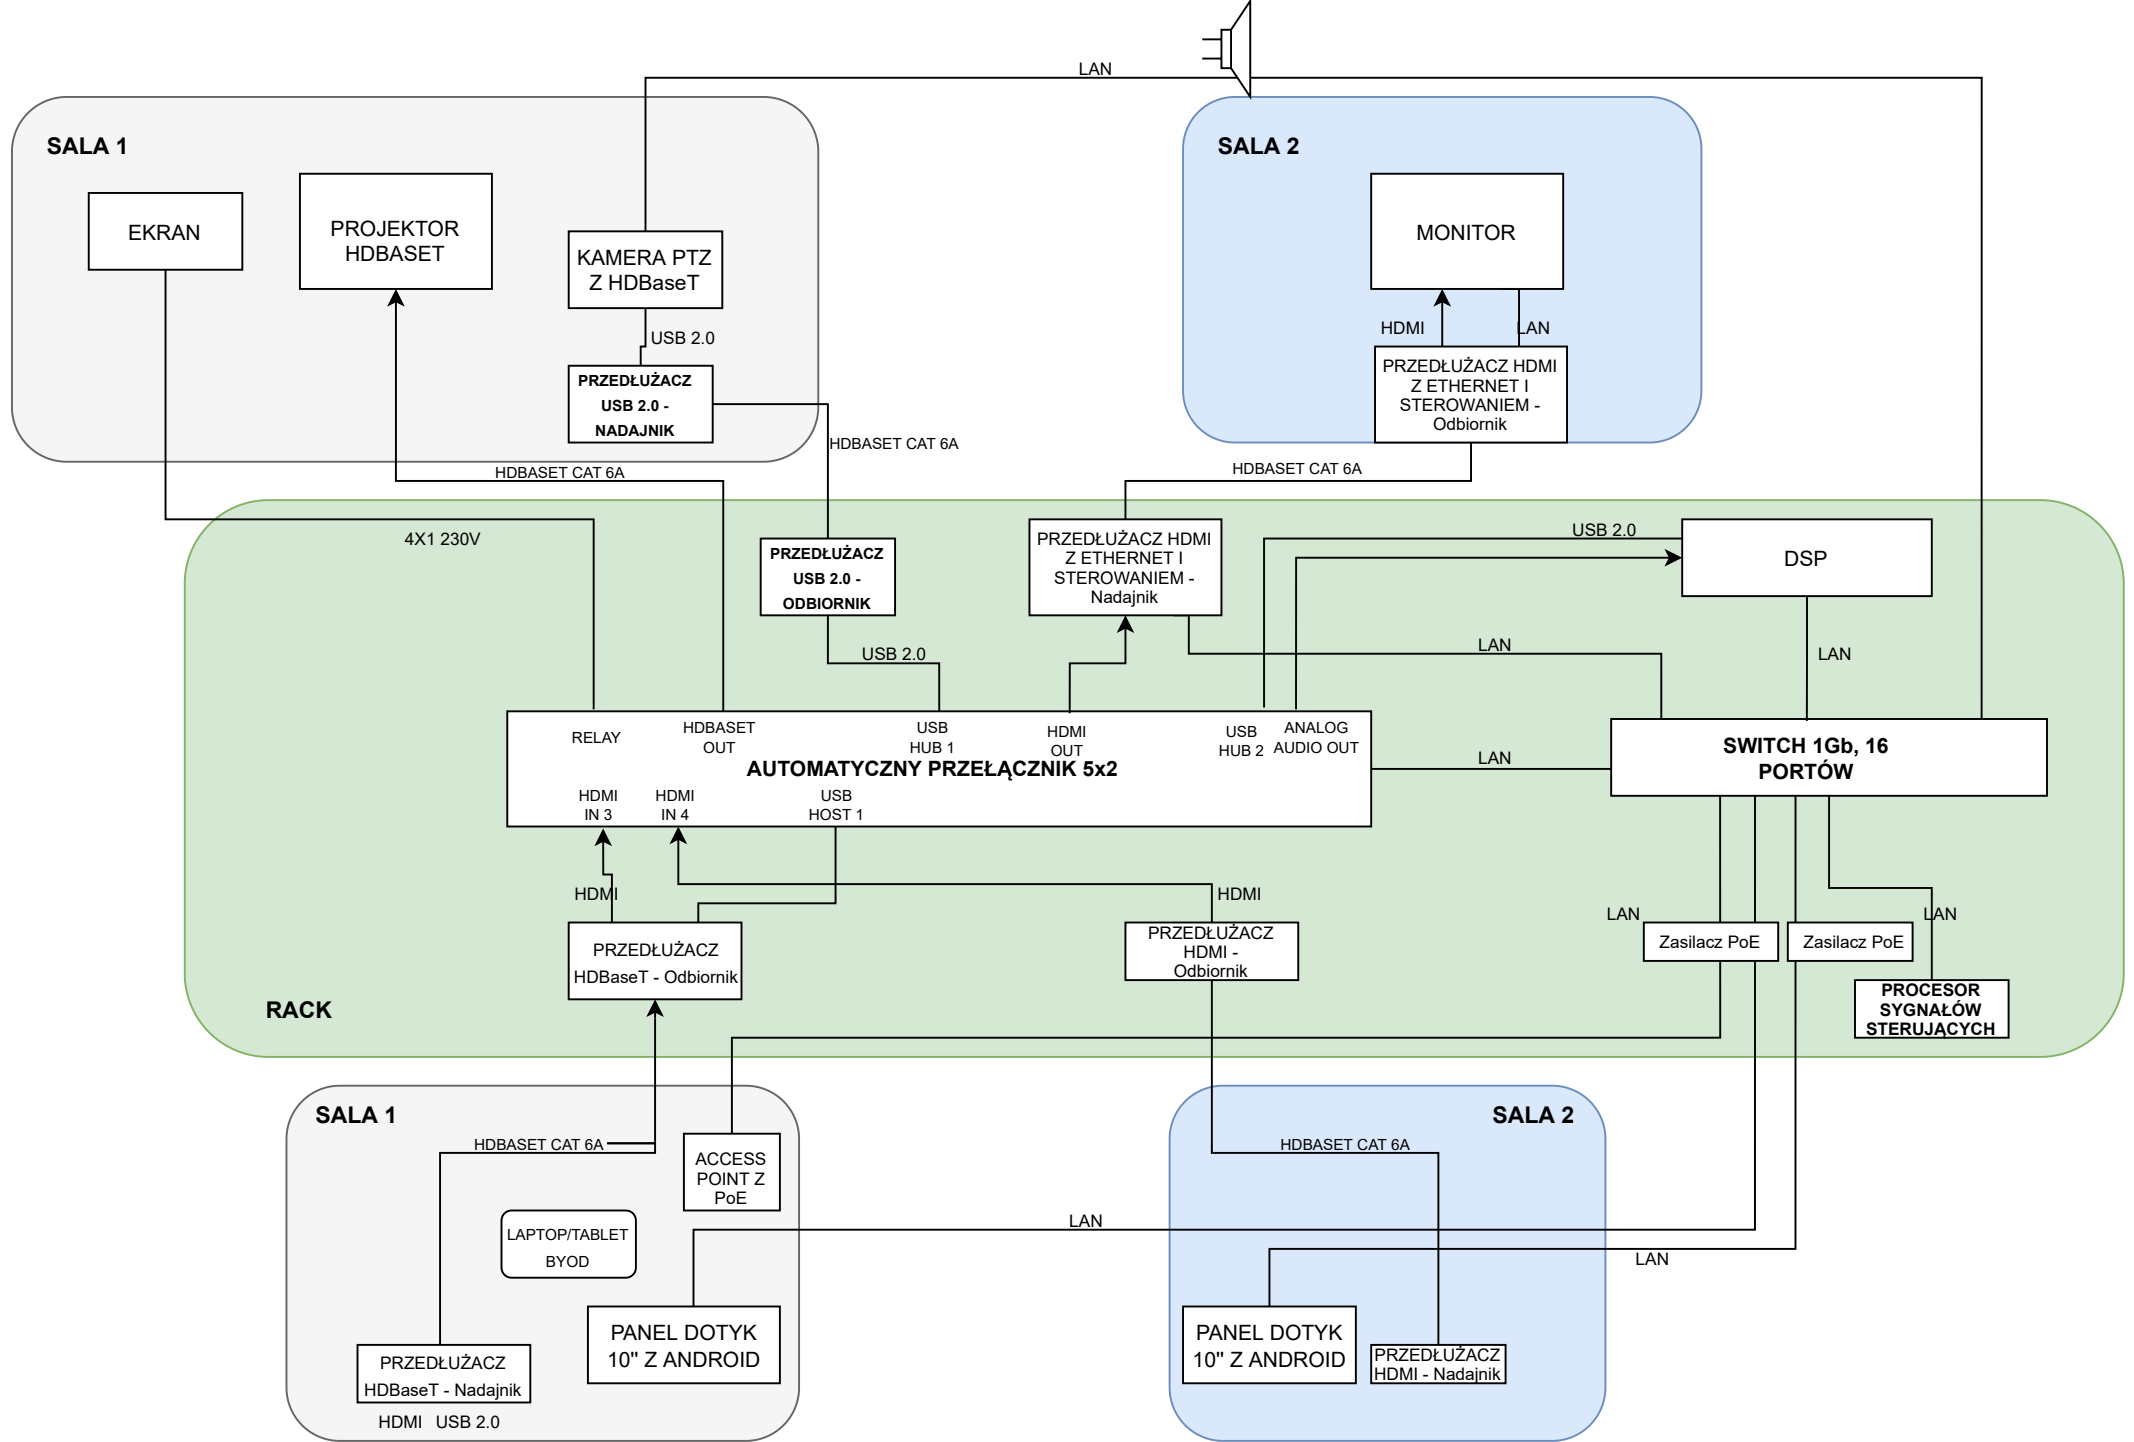 LAN
SALA 1
SALA 2
EKRAN
PROJEKTOR
HDBASET
KAMERA PTZ
Z HDBaseT
MONITOR
USB 2.0
HDMI
LAN
PRZEDŁUŻACZ
USB 2.0 -
NADAJNIK
PRZEDŁUŻACZ HDMI
Z ETHERNET I
STEROWANIEM -
Odbiornik
HDBASET CAT 6A
HDBASET CAT 6A
HDBASET CAT 6A
4X1 230V
PRZEDŁUŻACZ
USB 2.0 -
ODBIORNIK
PRZEDŁUŻACZ HDMI
Z ETHERNET I
STEROWANIEM -
Nadajnik
USB 2.0
DSP
USB 2.0
LAN
LAN
RELAY
HDBASET
OUT
USB
HUB 1
HDMI
OUT
USB
HUB 2
ANALOG
AUDIO OUT
AUTOMATYCZNY PRZEŁĄCZNIK 5x2
HDMI
IN 3
HDMI
IN 4
USB
HOST 1
LAN
SWITCH 1Gb, 16
PORTÓW
HDMI
HDMI
LAN
LAN
PRZEDŁUŻACZ
HDBaseT - Odbiornik
PRZEDŁUŻACZ
HDMI -
Odbiornik
Zasilacz PoE
Zasilacz PoE
PROCESOR
SYGNAŁÓW
STERUJĄCYCH
RACK
SALA 1
SALA 2
HDBASET CAT 6A
ACCESS
POINT Z
PoE
HDBASET CAT 6A
LAPTOP/TABLET
BYOD
LAN
LAN
PANEL DOTYK
10" Z ANDROID
PANEL DOTYK
10" Z ANDROID
PRZEDŁUŻACZ
HDMI - Nadajnik
PRZEDŁUŻACZ
HDBaseT - Nadajnik
HDMI USB 2.0